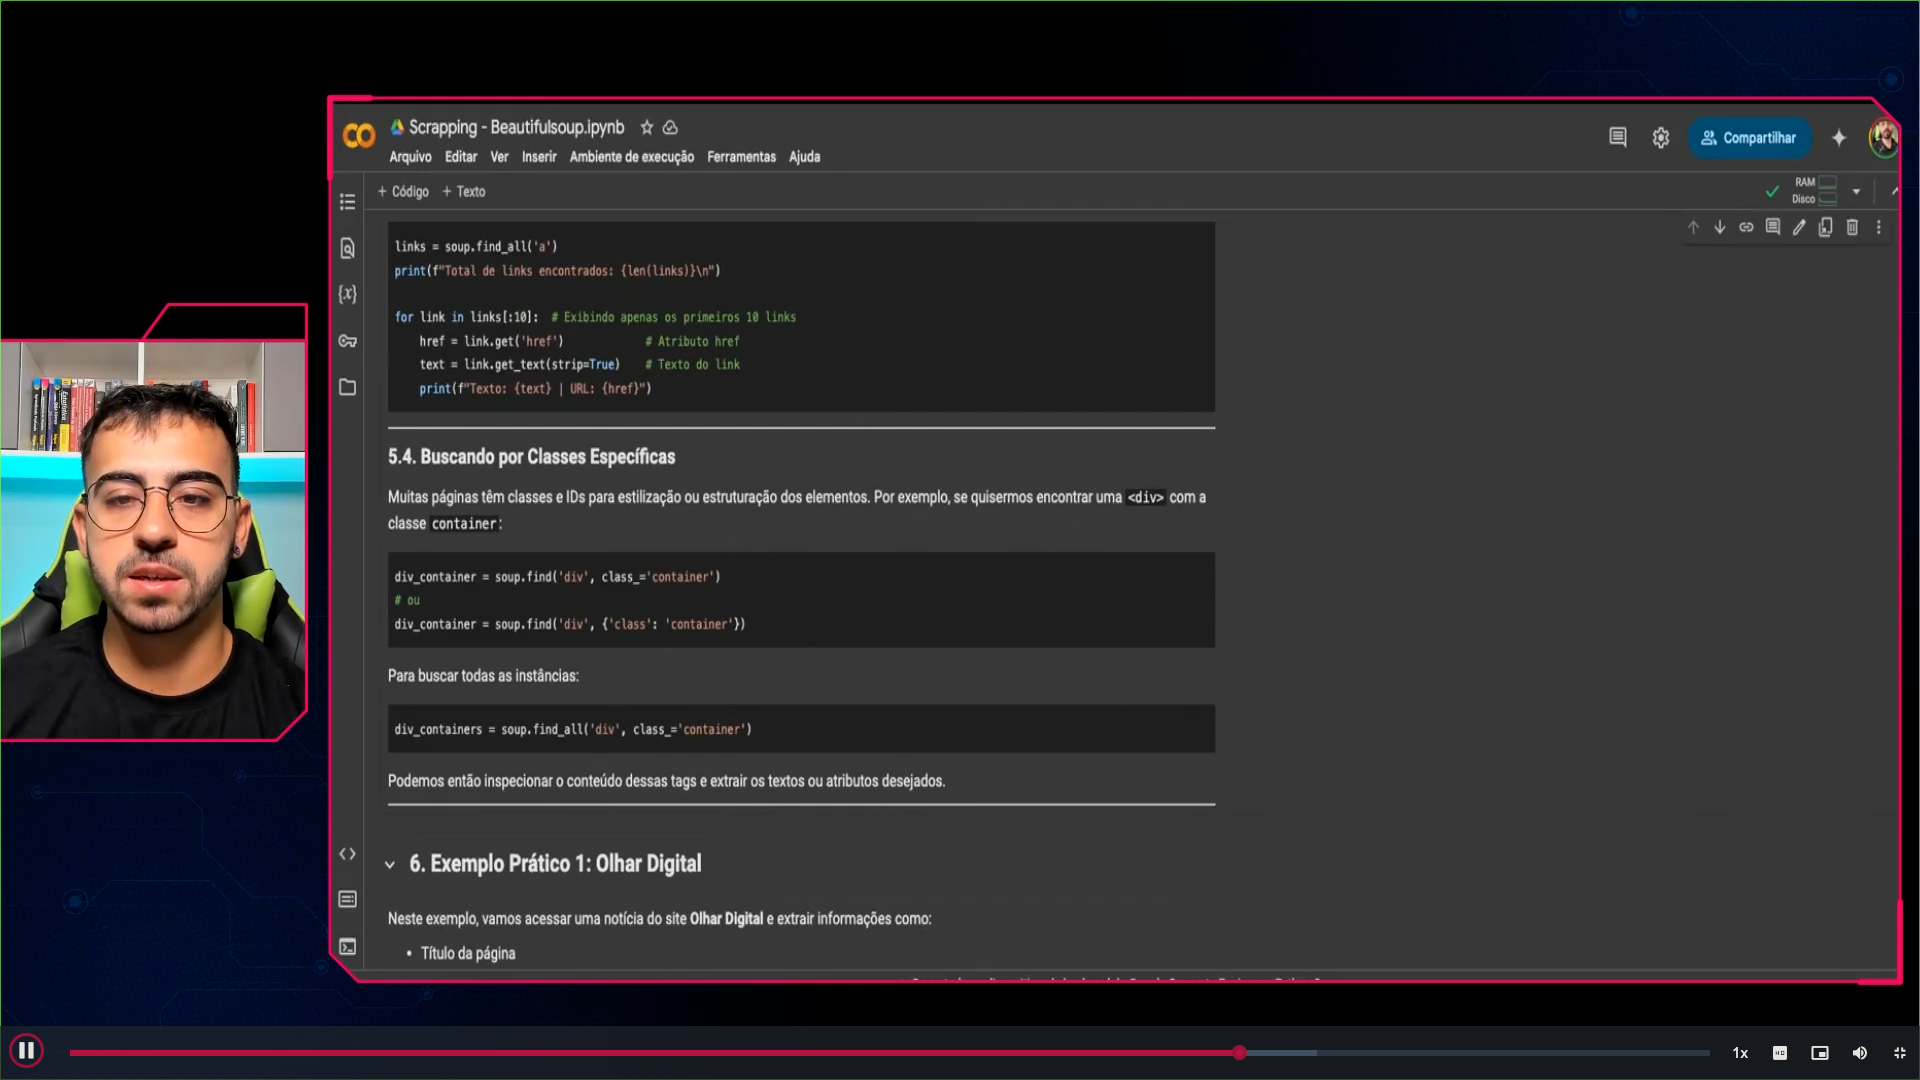 Scrapping - Beautifulsoup.ipynb
Arquivo Editar Ver Inserir Ambiente de execução Ferramentas Ajuda
Compartilhar
+ Código + Texto
RAM
Disco
links = soup.find_all('a')
print(f"Total de links encontrados: {len(links)}\n")
for link in links[:10]: # Exibindo apenas os primeiros 10 links
href = link.get('href') # Atributo href
text = link.get_text(strip=True) # Texto do link
print(f"Texto: {text} | URL: {href}")
5.4. Buscando por Classes Específicas
Muitas páginas têm classes e IDs para estilização ou estruturação dos elementos. Por exemplo, se quisermos encontrar uma <div> com a
classe container:
div_container = soup.find('div', class_='container')
# ou
div_container = soup.find('div', {'class': 'container'})
Para buscar todas as instâncias:
div_containers = soup.find_all('div', class_='container')
Podemos então inspecionar o conteúdo dessas tags e extrair os textos ou atributos desejados.
6. Exemplo Prático 1: Olhar Digital
Neste exemplo, vamos acessar uma notícia do site Olhar Digital e extrair informações como:
• Título da página
1x